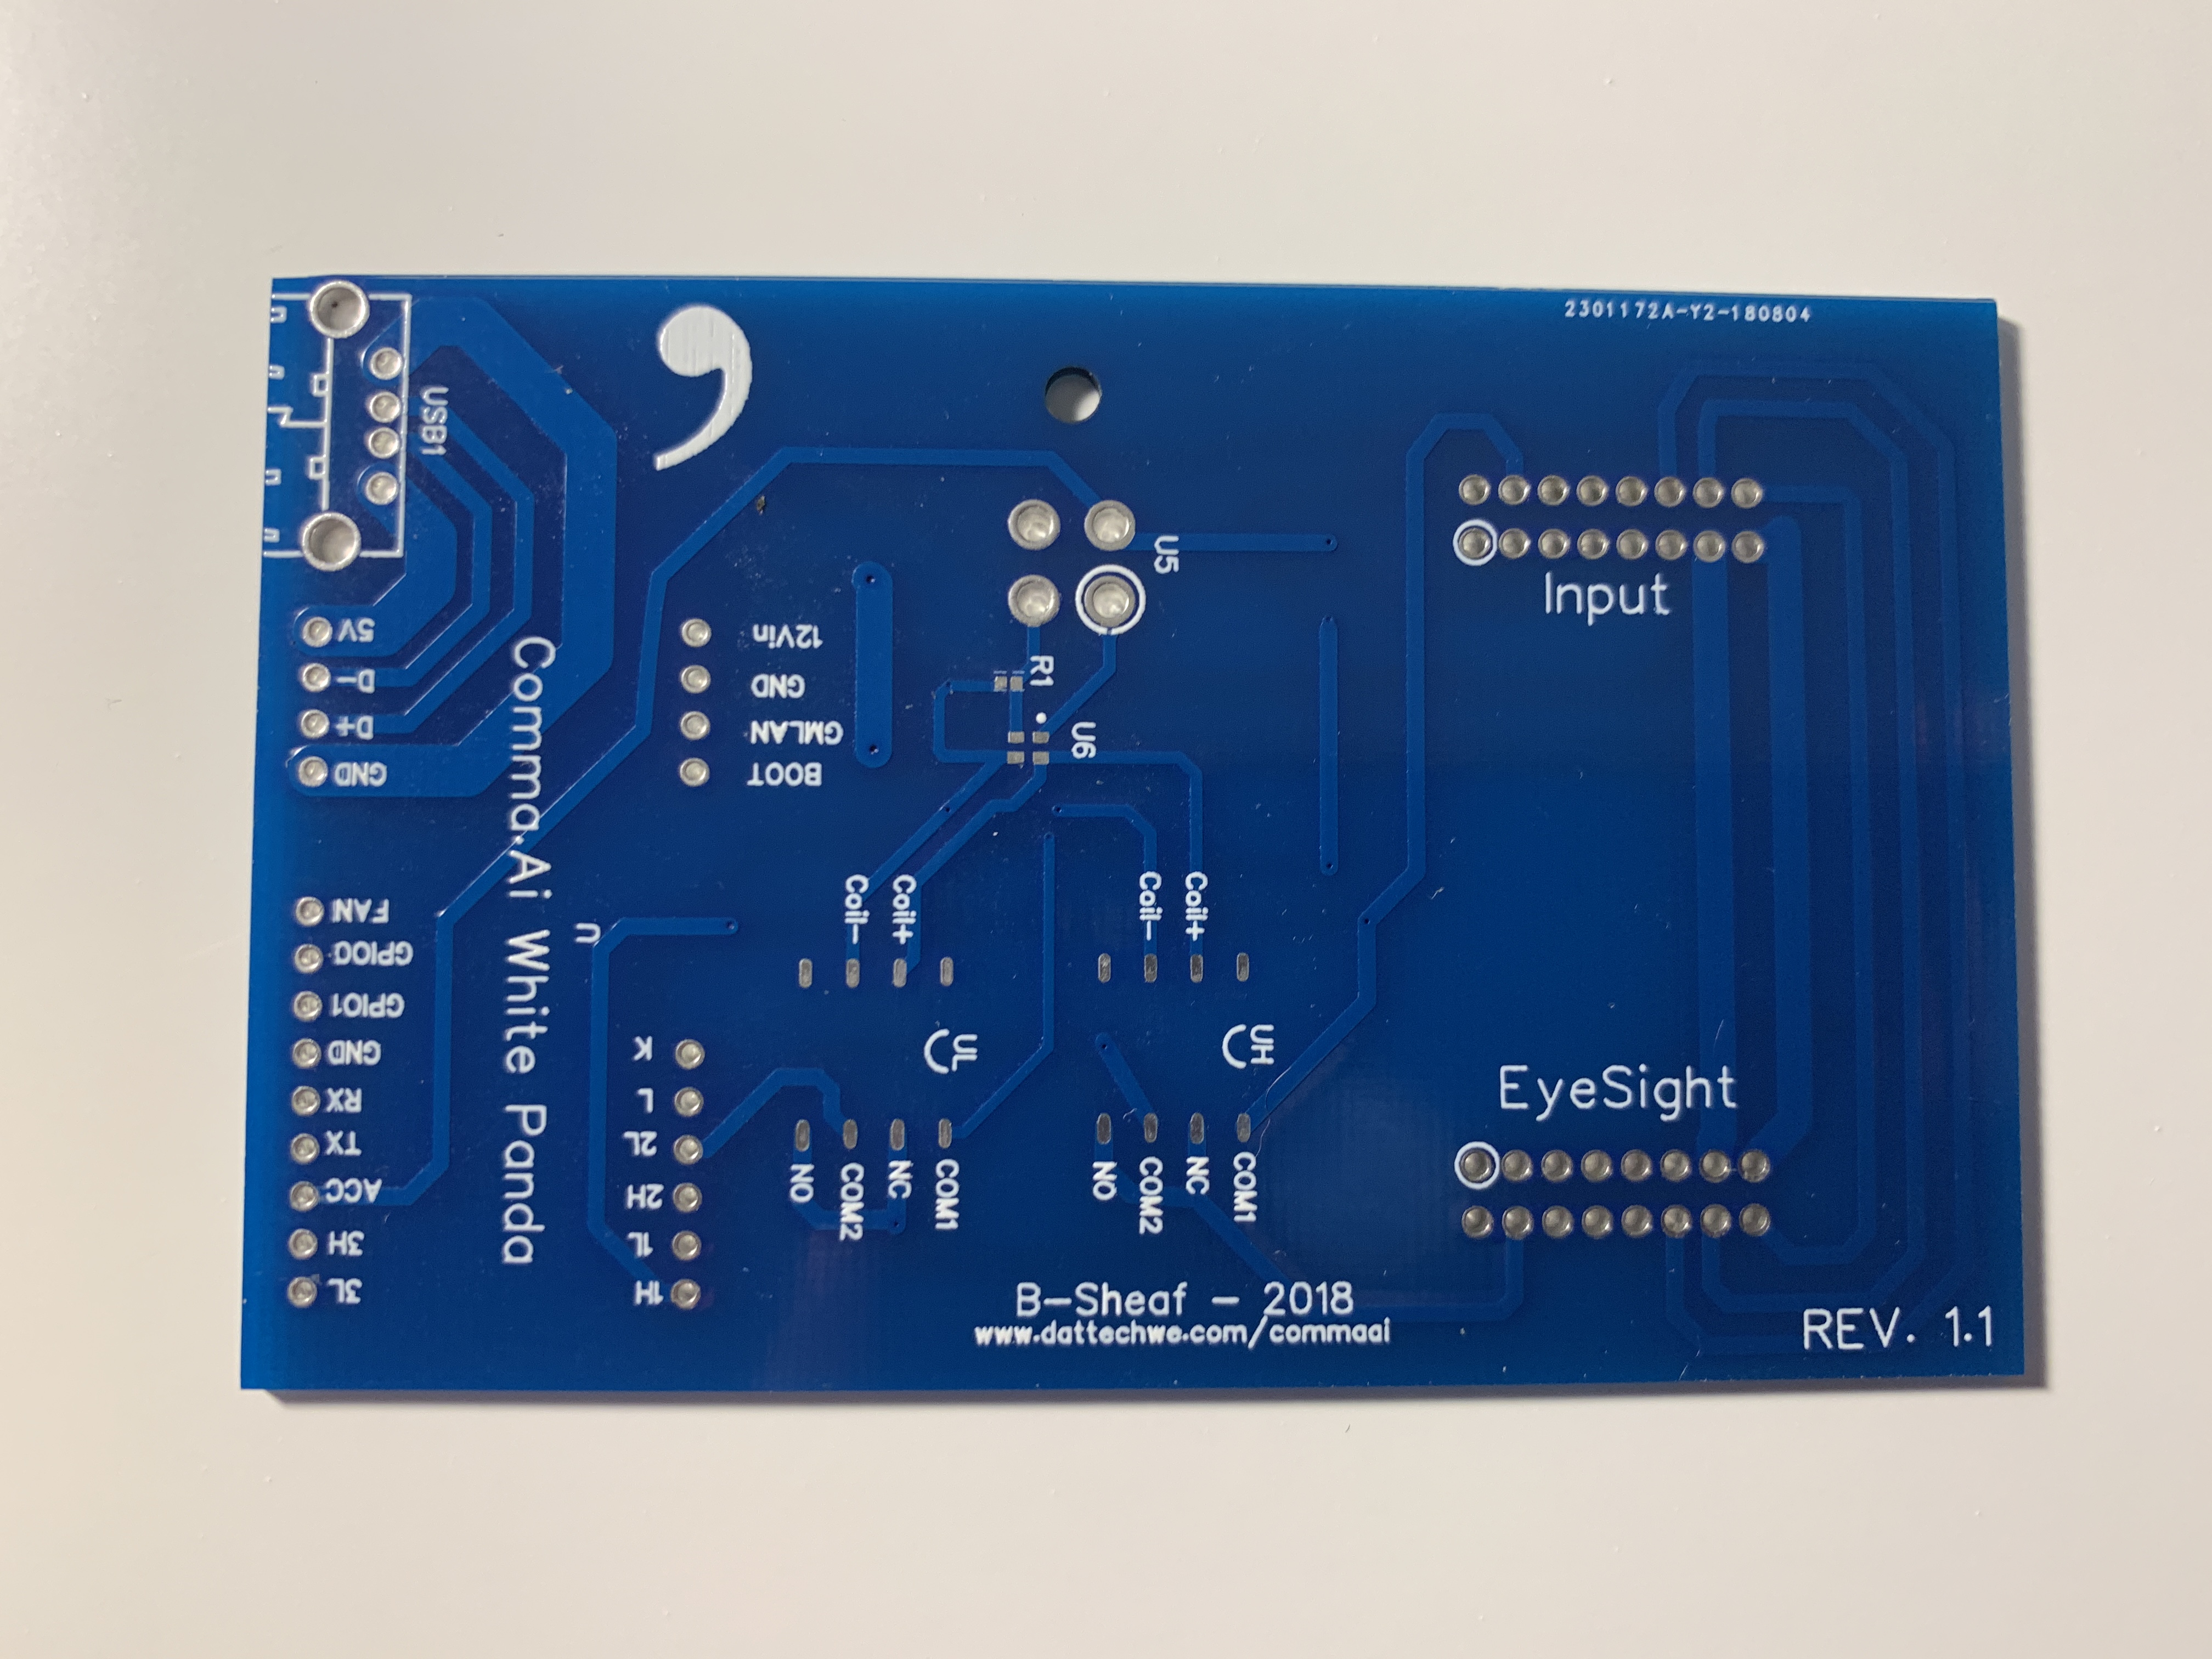 3L
3H
ACC
TX
RX
GND
GPIO1
GPIO0
FAN
GND
D+
D-
5V
USB1
Comma.Ai White Panda
U
1H
1L
2H
2L
L
K
BOOT
GMLAN
GND
12Vin
NO
COM2
NC
COM1
Coil-
Coil+
R1
U6
U5
NO
COM2
NC
COM1
Coil-
Coil+
B-Sheaf - 2018
www.dattechwe.com/commaai
EyeSight
Input
2301172A-Y2-180804
REV. 1.1